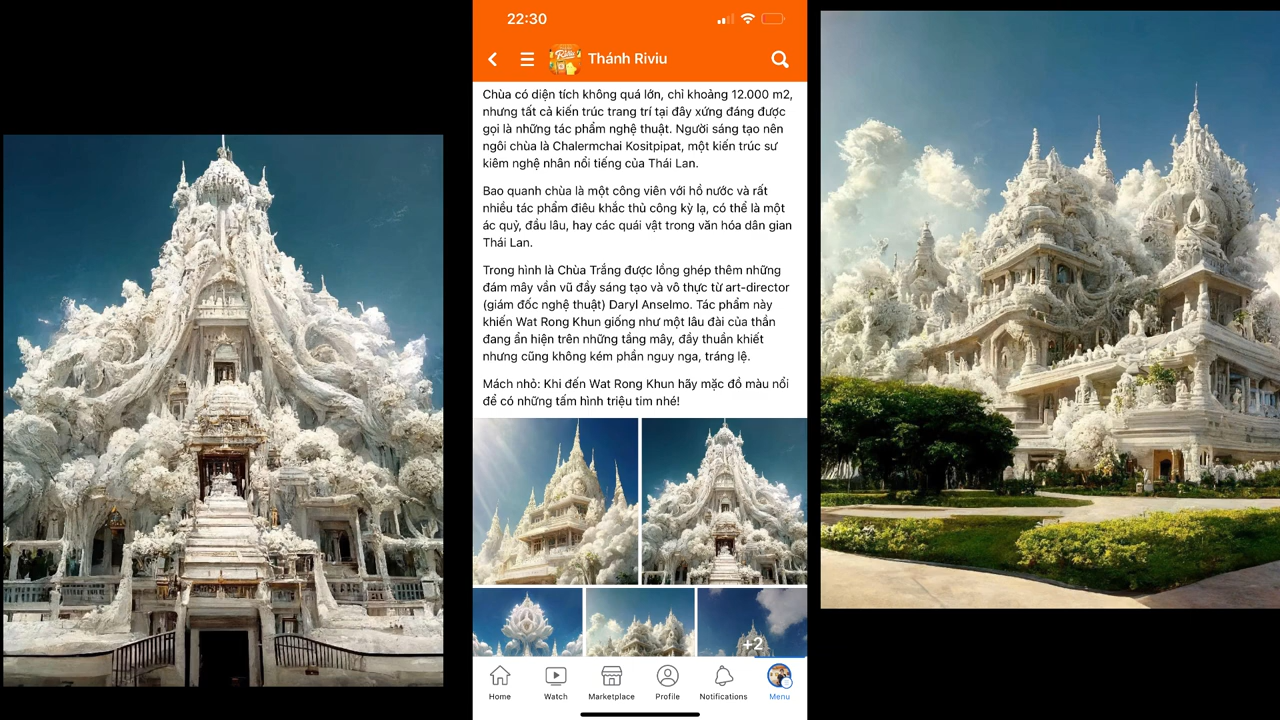 22:30
Thánh Riviu
Chùa có diện tích không quá lớn, chỉ khoảng 12.000 m2,
nhưng tất cả kiến trúc trang trí tại đây xứng đáng được
gọi là những tác phẩm nghệ thuật. Người sáng tạo nên
ngôi chùa là Chalermchai Kositpipat, một kiến trúc sư
kiêm nghệ nhân nổi tiếng của Thái Lan.
Bao quanh chùa là một công viên với hồ nước và rất
nhiều tác phẩm điêu khắc thủ công kỳ lạ, có thể là một
ác quỷ, đầu lâu, hay các quái vật trong văn hóa dân gian
Thái Lan.
Trong hình là Chùa Trắng được lồng ghép thêm những
đám mây vần vũ đầy sáng tạo và vô thực từ art-director
(giám đốc nghệ thuật) Daryl Anselmo. Tác phẩm này
khiến Wat Rong Khun giống như một lâu đài của thần
đang ẩn hiện trên những tầng mây, đầy thuần khiết
nhưng cũng không kém phần nguy nga, tráng lệ.
Mách nhỏ: Khi đến Wat Rong Khun hãy mặc đồ màu nổi
để có những tấm hình triệu tim nhé!
+2
Home Watch Marketplace Profile Notifications Menu